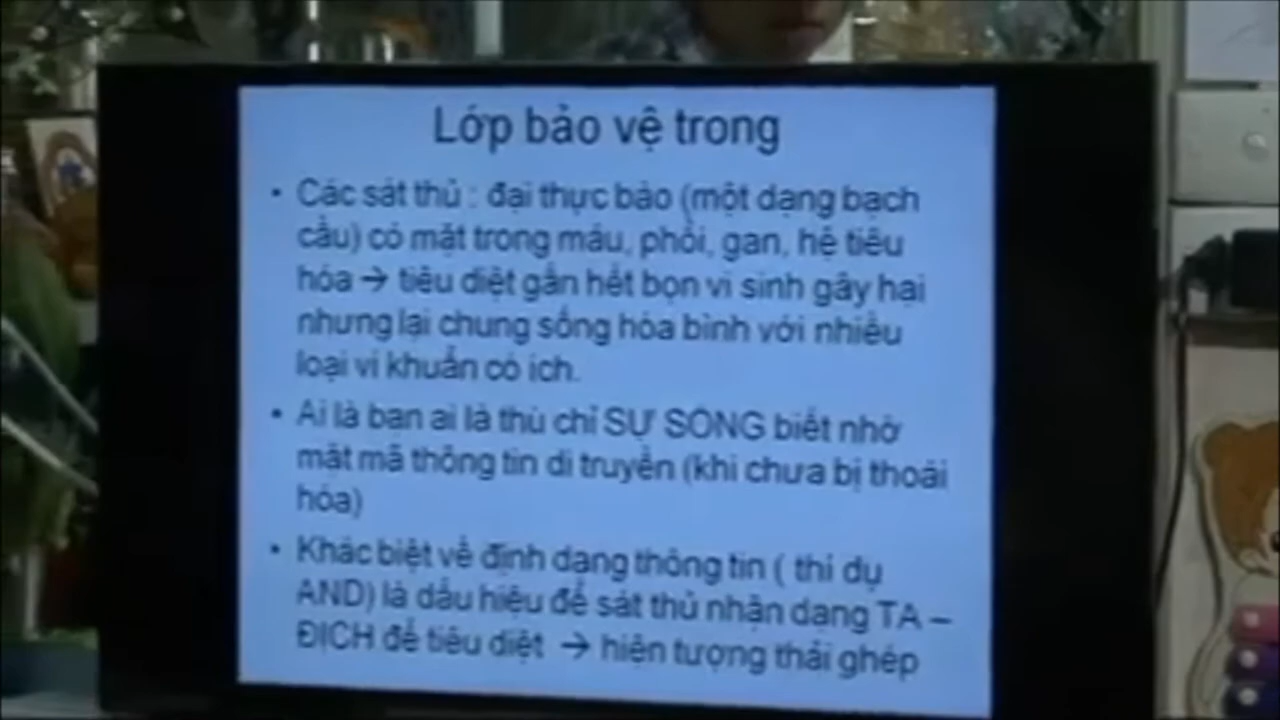 Lớp bảo vệ trong
• Các sát thủ : đại thực bào (một dạng bạch
cầu) có mặt trong máu, phổi, gan, hệ tiêu
hóa → tiêu diệt gần hết bọn vi sinh gây hại
nhưng lại chung sống hòa bình với nhiều
loại vi khuẩn có ích.
• Ai là bạn ai là thù chỉ SỰ SỐNG biết nhờ
mật mã thông tin di truyền (khi chưa bị thoái
hóa)
• Khác biệt về định dạng thông tin ( thí dụ
AND) là dấu hiệu để sát thủ nhận dạng TA –
ĐỊCH để tiêu diệt → hiện tượng thải ghép